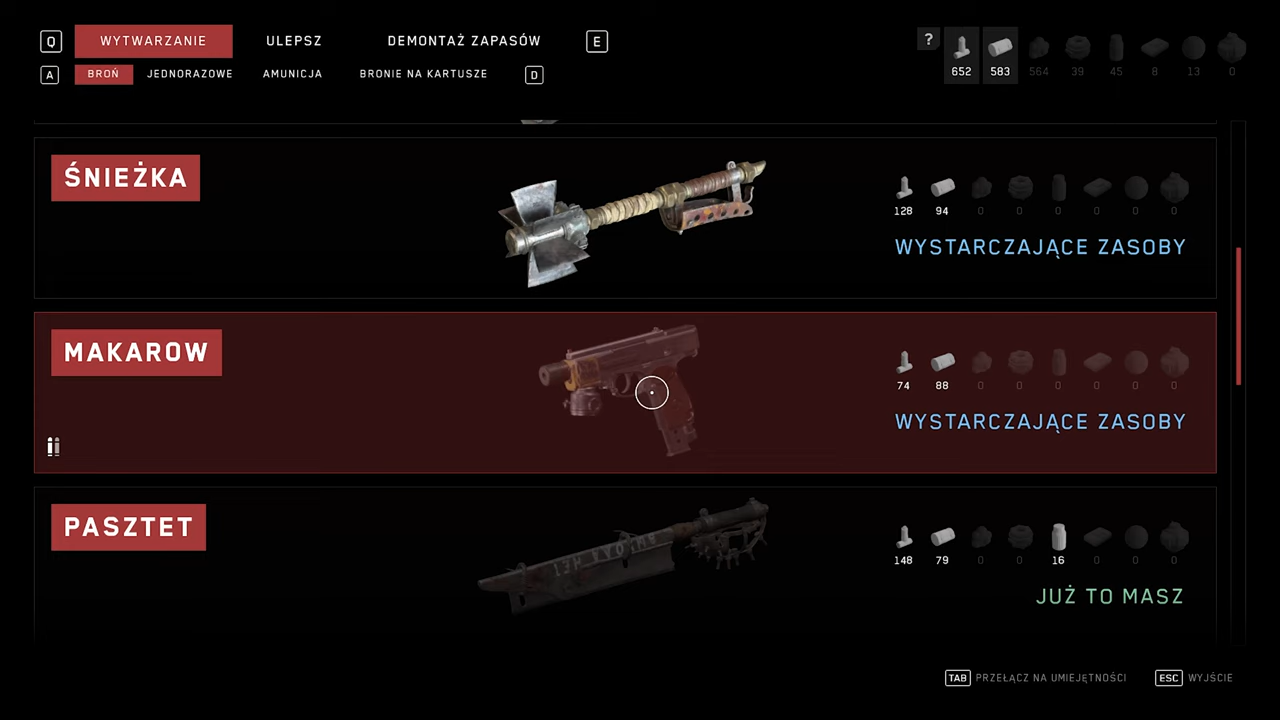 Q WYTWARZANIE ULEPSZ DEMONTAŻ ZAPASÓW E
A BROŃ JEDNORAZOWE AMUNICJA BRONIE NA KARTUSZE D
?
652 583 564 39 45 8 13 0
ŚNIEŻKA
128 94 0 0 0 0 0 0
WYSTARCZAJĄCE ZASOBY
MAKAROW
74 88 0 0 0 0 0 0
WYSTARCZAJĄCE ZASOBY
PASZTET
148 79 0 0 16 0 0 0
JUŻ TO MASZ
TAB PRZEŁĄCZ NA UMIEJĘTNOŚCI ESC WYJŚCIE